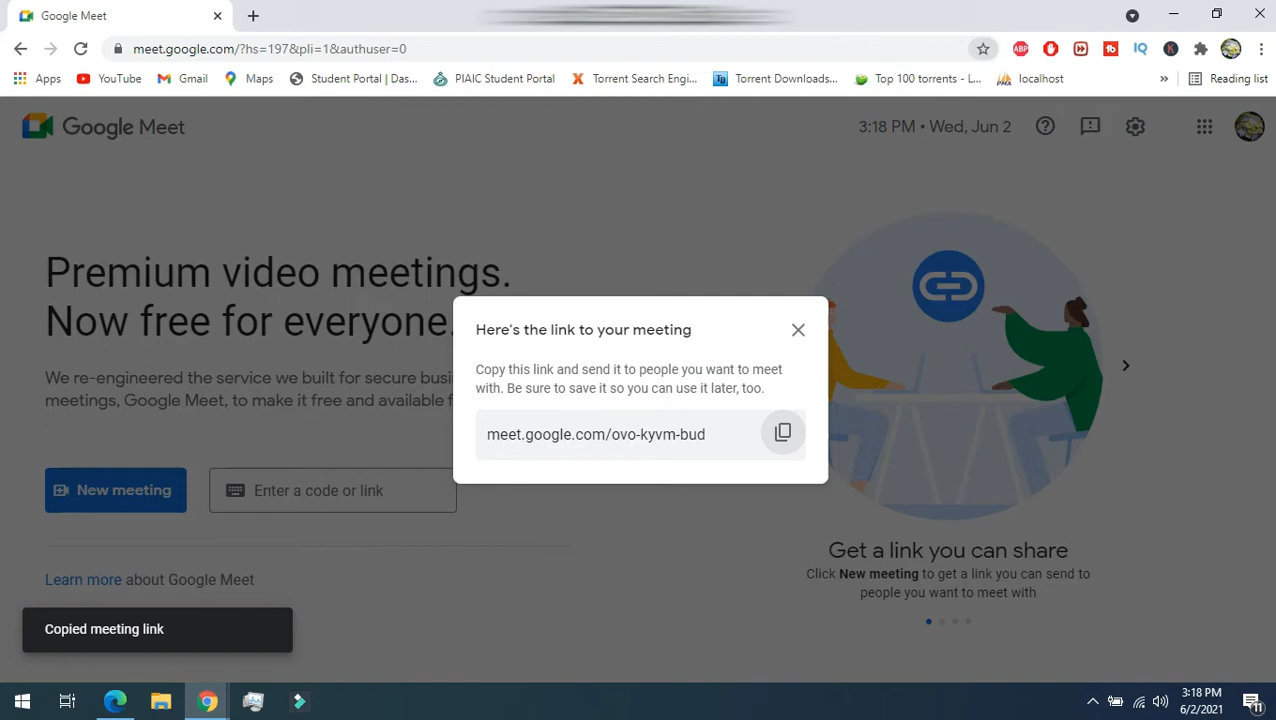 Google Meet
meet.google.com/?hs=197&pli=1&authuser=0
ABP
IQ
K
Apps
YouTube
Gmail
Maps
Student Portal | Das...
PIAIC Student Portal
Torrent Search Engi...
Torrent Downloads...
Top 100 torrents - L...
localhost
»
Reading list
Google Meet
3:18 PM • Wed, Jun 2
Premium video meetings.
Now free for everyone.
We re-engineered the service we built for secure busi
meetings, Google Meet, to make it free and available f
New meeting
Enter a code or link
Learn more about Google Meet
Copied meeting link
Here's the link to your meeting
Copy this link and send it to people you want to meet
with. Be sure to save it so you can use it later, too.
meet.google.com/ovo-kyvm-bud
Get a link you can share
Click New meeting to get a link you can send to
people you want to meet with
3:18 PM
6/2/2021
11